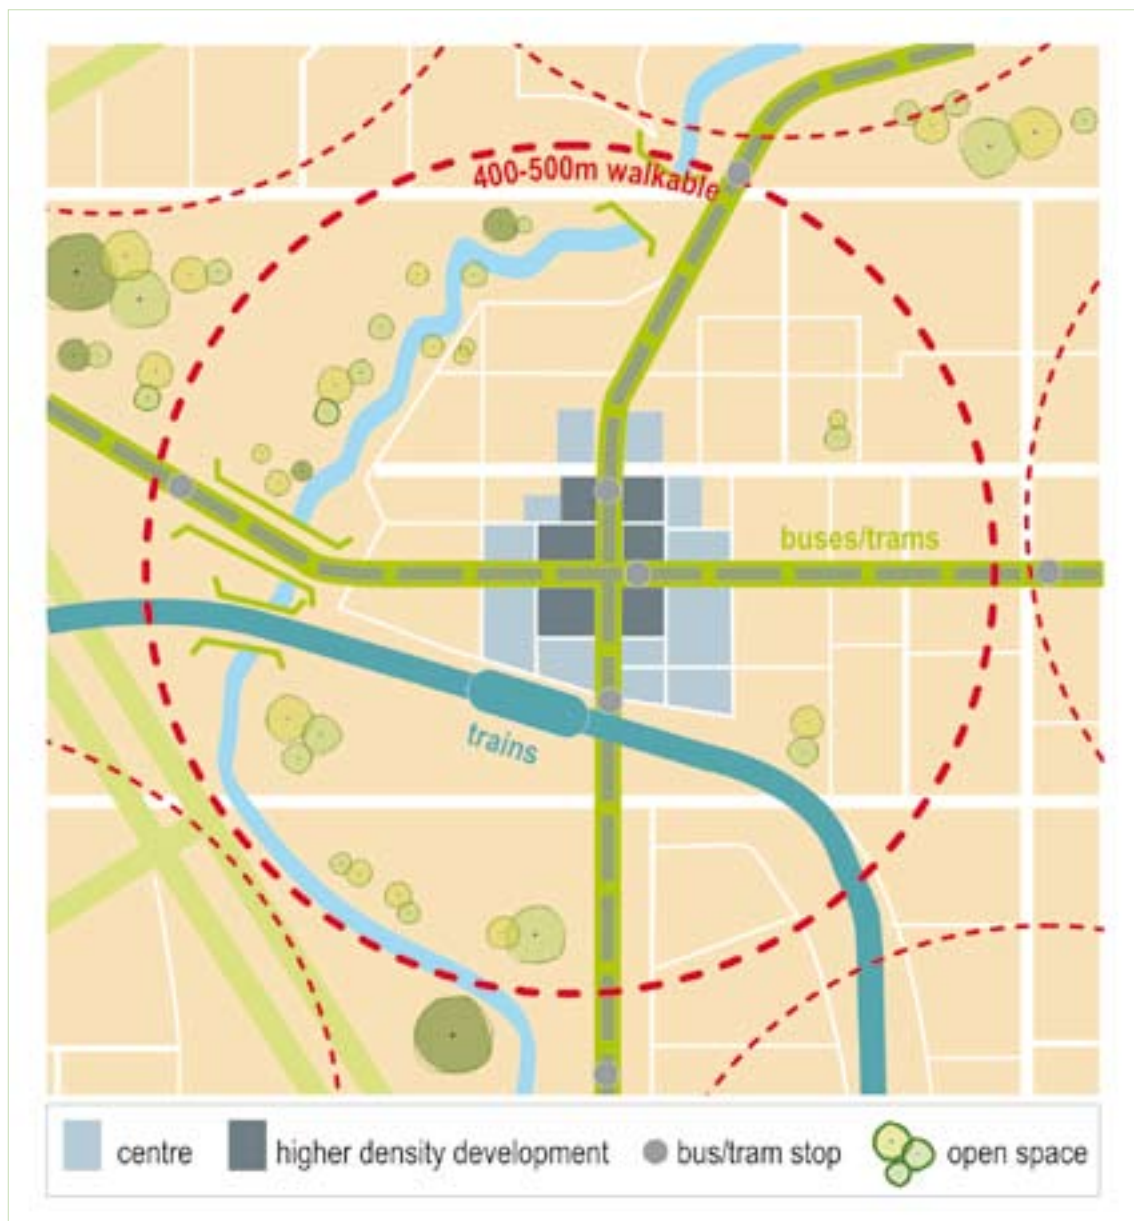 400-500m walkable
buses/trams
trains
centre
higher density development
bus/tram stop
open space